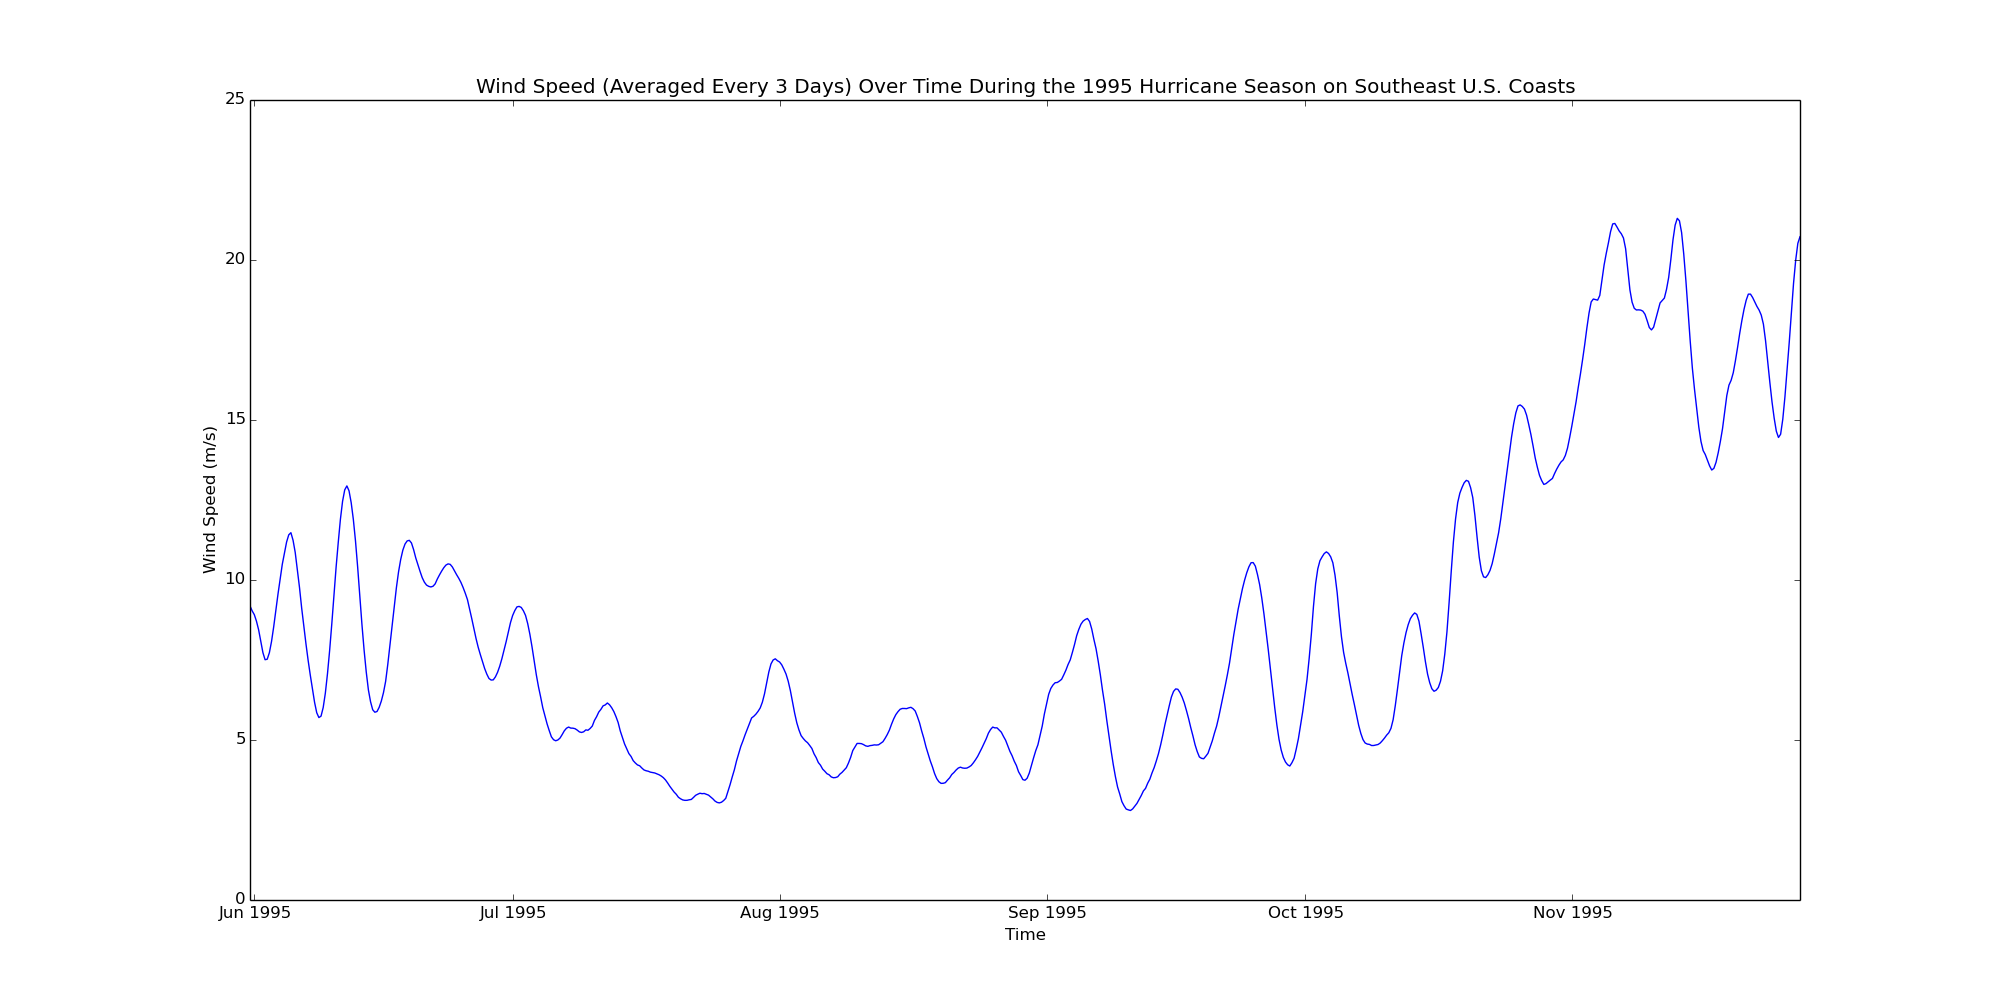 Wind Speed (Averaged Every 3 Days) Over Time During the 1995 Hurricane Season on Southeast U.S. Coasts
25
20
15
10
5
0
Wind Speed (m/s)
Jun 1995 Jul 1995 Aug 1995 Sep 1995 Oct 1995 Nov 1995
Time